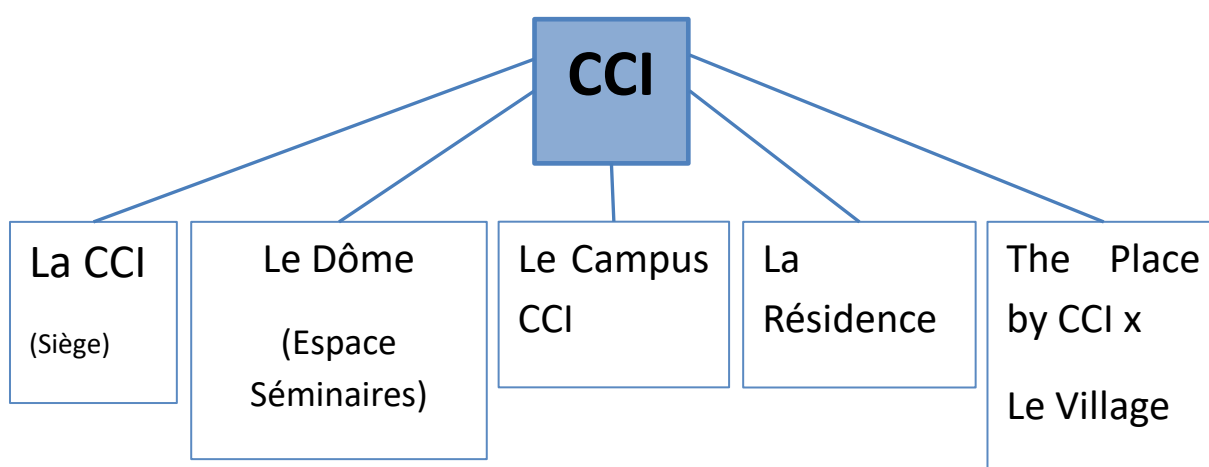 CCI
La CCI
(Siège)
Le Dôme
(Espace
Séminaires)
Le Campus
CCI
La
Résidence
The Place
by CCI x
Le Village